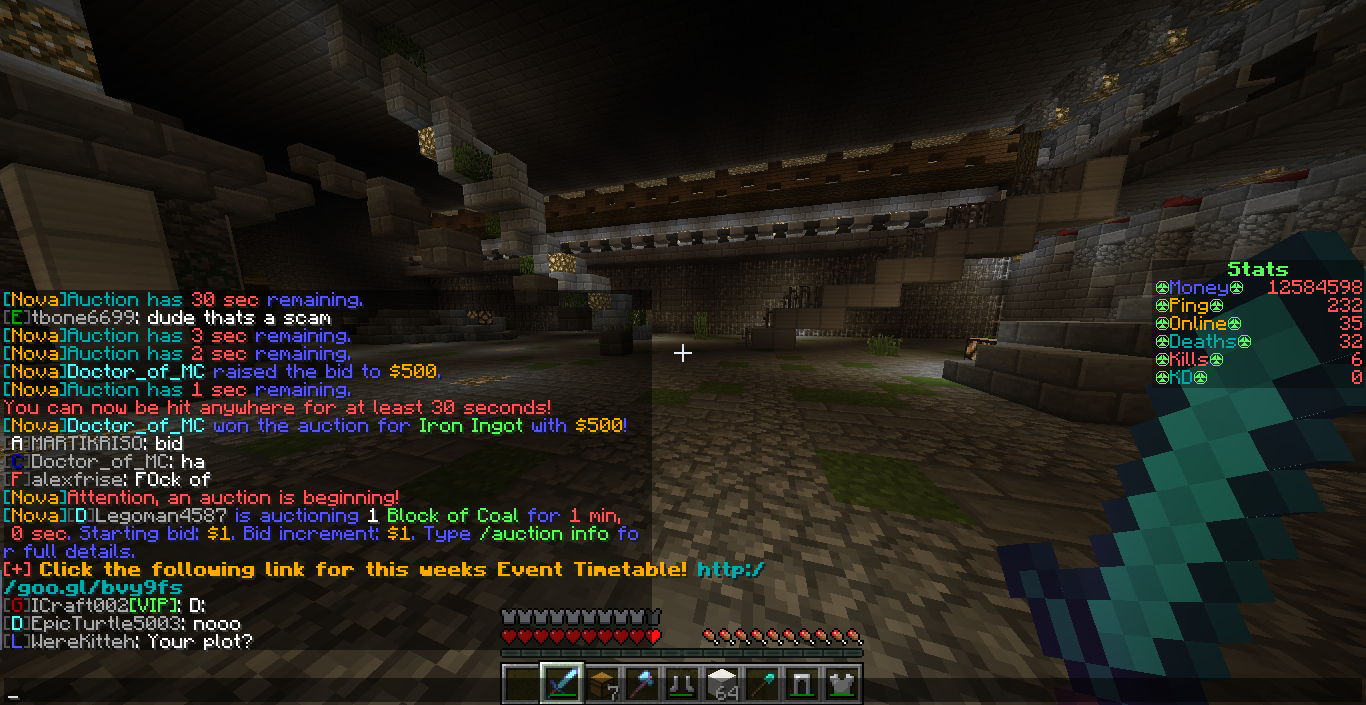 [Nova]Auction has 30 sec remaining.
[E]tbone6699: dude thats a scam
[Nova]Auction has 3 sec remaining.
[Nova]Auction has 2 sec remaining.
[Nova]Doctor_of_MC raised the bid to $500.
[Nova]Auction has 1 sec remaining.
You can now be hit anywhere for at least 30 seconds!
[Nova]Doctor_of_MC won the auction for Iron Ingot with $500!
[A]MARTIKRISO: bid
[C]Doctor_of_MC: ha
[F]alexfrise: FOck of
[Nova]Attention, an auction is beginning!
[Nova][D]Legoman4587 is auctioning 1 Block of Coal for 1 min,
0 sec. Starting bid: $1. Bid increment: $1. Type /auction info fo
r full details.
[+] Click the following link for this weeks Event Timetable! http:/
/goo.gl/bvy9fs
[G]ICraft002[VIP]: D:
[D]EpicTurtle5003: nooo
[L]WereKitteh: Your plot?
_
Stats
Money 12584598
Ping 232
Online 35
Deaths 32
Kills 6
KD 0
7
64